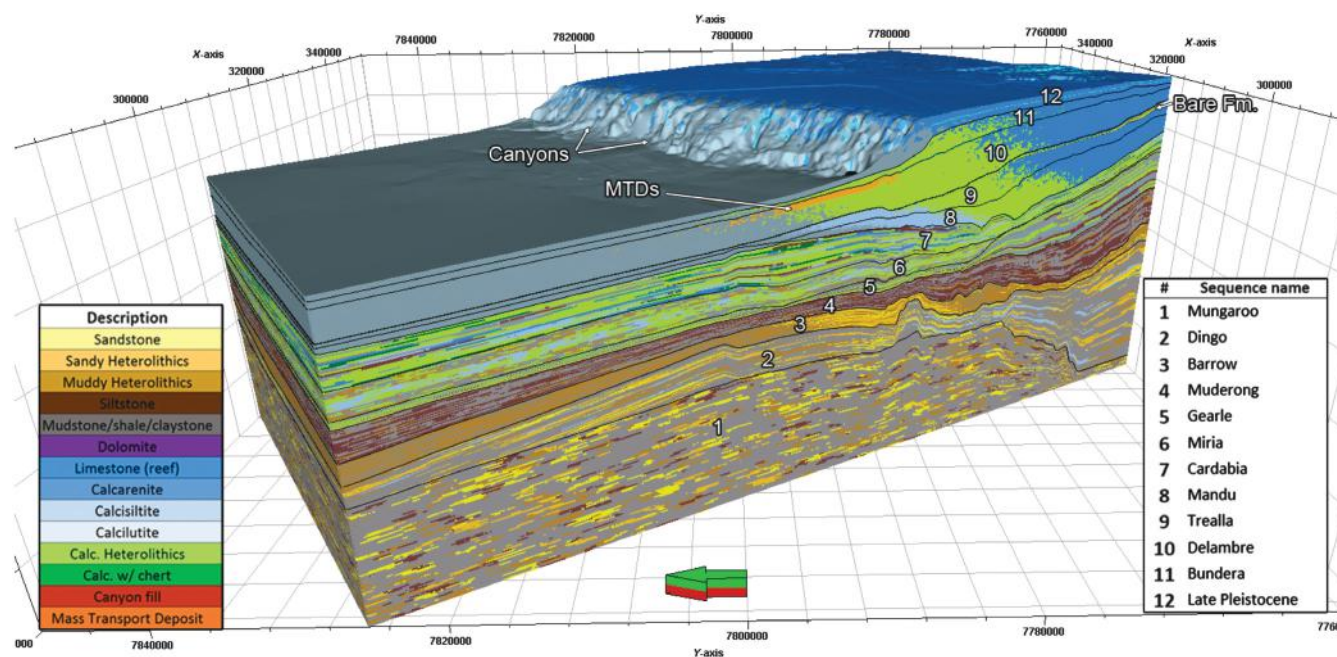 Y-axis
7840000
7820000
7800000
7780000
7760000
X-axis
340000
320000
300000
340000
320000
300000
X-axis
12
11
10
9
8
7
6
5
4
3
2
1
Bare Fm.
Canyons
MTDs
Description
Sandstone
Sandy Heterolithics
Muddy Heterolithics
Siltstone
Mudstone/shale/claystone
Dolomite
Limestone (reef)
Calcarenite
Calcisiltite
Calcilutite
Calc. Heterolithics
Calc. w/ chert
Canyon fill
Mass Transport Deposit
# Sequence name
1 Mungaroo
2 Dingo
3 Barrow
4 Muderong
5 Gearle
6 Miria
7 Cardabia
8 Mandu
9 Trealla
10 Delambre
11 Bundera
12 Late Pleistocene
000
7840000
7820000
7800000
7780000
7760
Y-axis